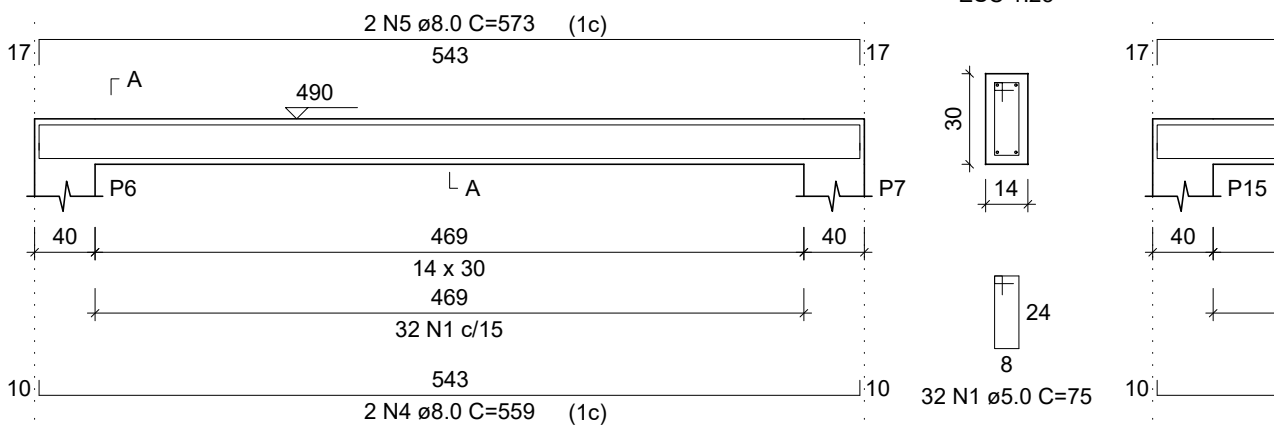 2 N5 ø8.0 C=573 (1c)
17 543 17 17
A
490
30
P6 A P7 14 P15
40 469 40 40
14 x 30
469
32 N1 c/15
24
8
10 543 10 32 N1 ø5.0 C=75 10
2 N4 ø8.0 C=559 (1c)